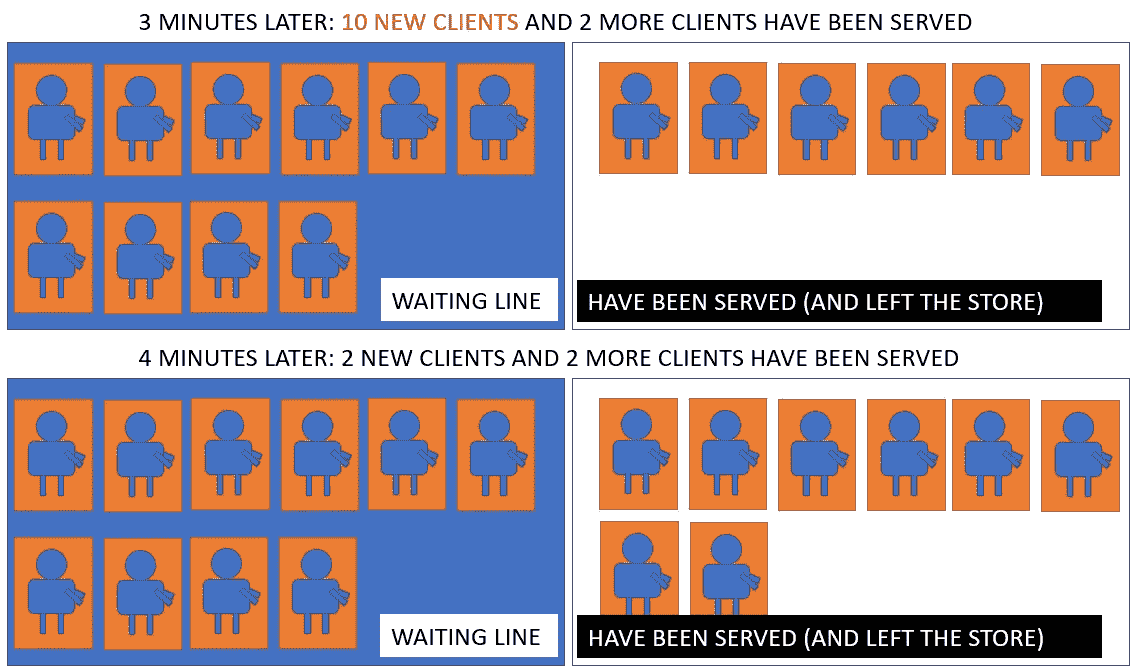 3 MINUTES LATER: 10 NEW CLIENTS AND 2 MORE CLIENTS HAVE BEEN SERVED
WAITING LINE
HAVE BEEN SERVED (AND LEFT THE STORE)
4 MINUTES LATER: 2 NEW CLIENTS AND 2 MORE CLIENTS HAVE BEEN SERVED
WAITING LINE
HAVE BEEN SERVED (AND LEFT THE STORE)